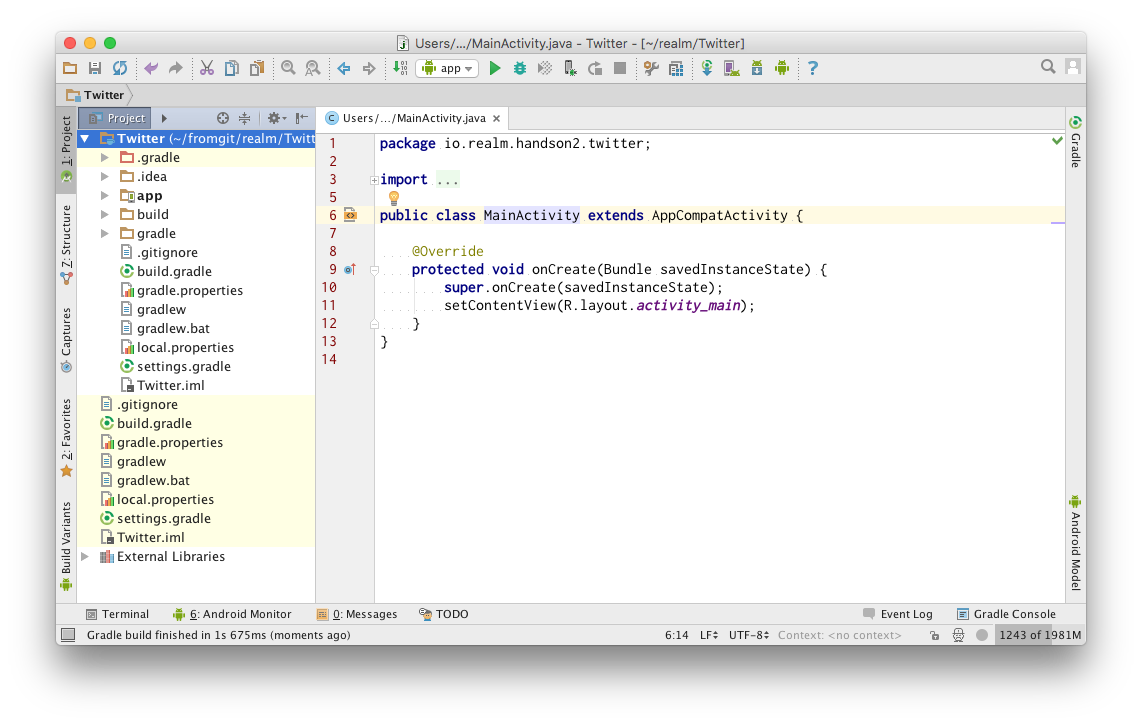 Users/.../MainActivity.java - Twitter - [~/realm/Twitter]
app
?
Twitter
Project
Users/.../MainActivity.java
1: Project
Z: Structure
Captures
2: Favorites
Build Variants
Twitter (~/fromgit/realm/Twitt
.gradle
.idea
app
build
gradle
.gitignore
build.gradle
gradle.properties
gradlew
gradlew.bat
local.properties
settings.gradle
Twitter.iml
.gitignore
build.gradle
gradle.properties
gradlew
gradlew.bat
local.properties
settings.gradle
Twitter.iml
External Libraries
1 package io.realm.handson2.twitter;
2
3 import ...
5
6 public class MainActivity extends AppCompatActivity {
7
8 @Override
9 protected void onCreate(Bundle savedInstanceState) {
10 super.onCreate(savedInstanceState);
11 setContentView(R.layout.activity_main);
12 }
13 }
14
Gradle
Android Model
Terminal
6: Android Monitor
0: Messages
TODO
Event Log
Gradle Console
Gradle build finished in 1s 675ms (moments ago)
6:14
LF
UTF-8
Context: <no context>
1243 of 1981M